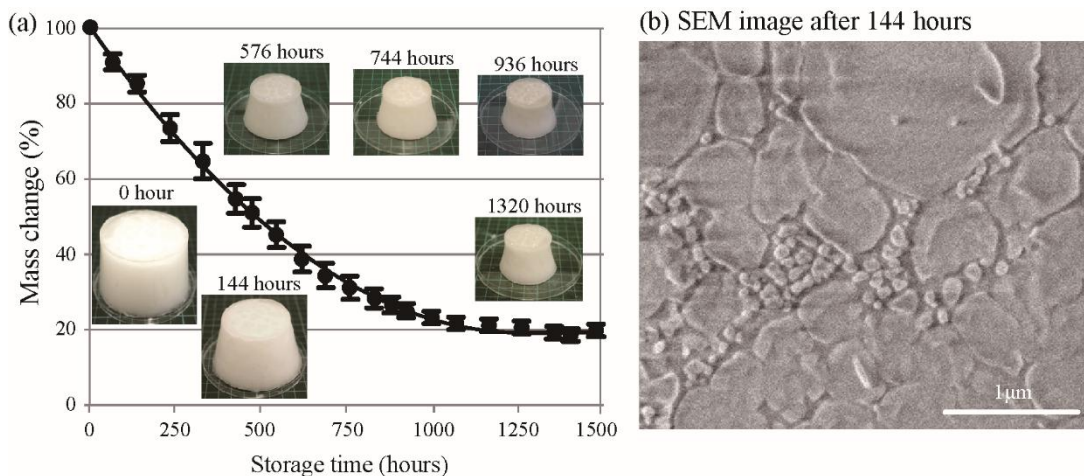 (a)
100
80
60
40
20
0
Mass change (%)
0
250
500
750
1000
1250
1500
Storage time (hours)
576 hours
744 hours
936 hours
0 hour
1320 hours
144 hours
(b) SEM image after 144 hours
1μm